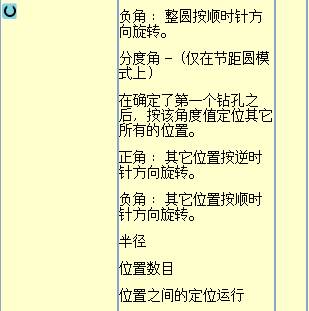 负角：整圆按顺时针方
向旋转。
分度角 –（仅在节距圆模
式上）
在确定了第一个钻孔之
后，按该角度值定位其它
所有的位置。
正角：其它位置按逆时
针方向旋转。
负角：其它位置按顺时
针方向旋转。
半径
位置数目
位置之间的定位运行